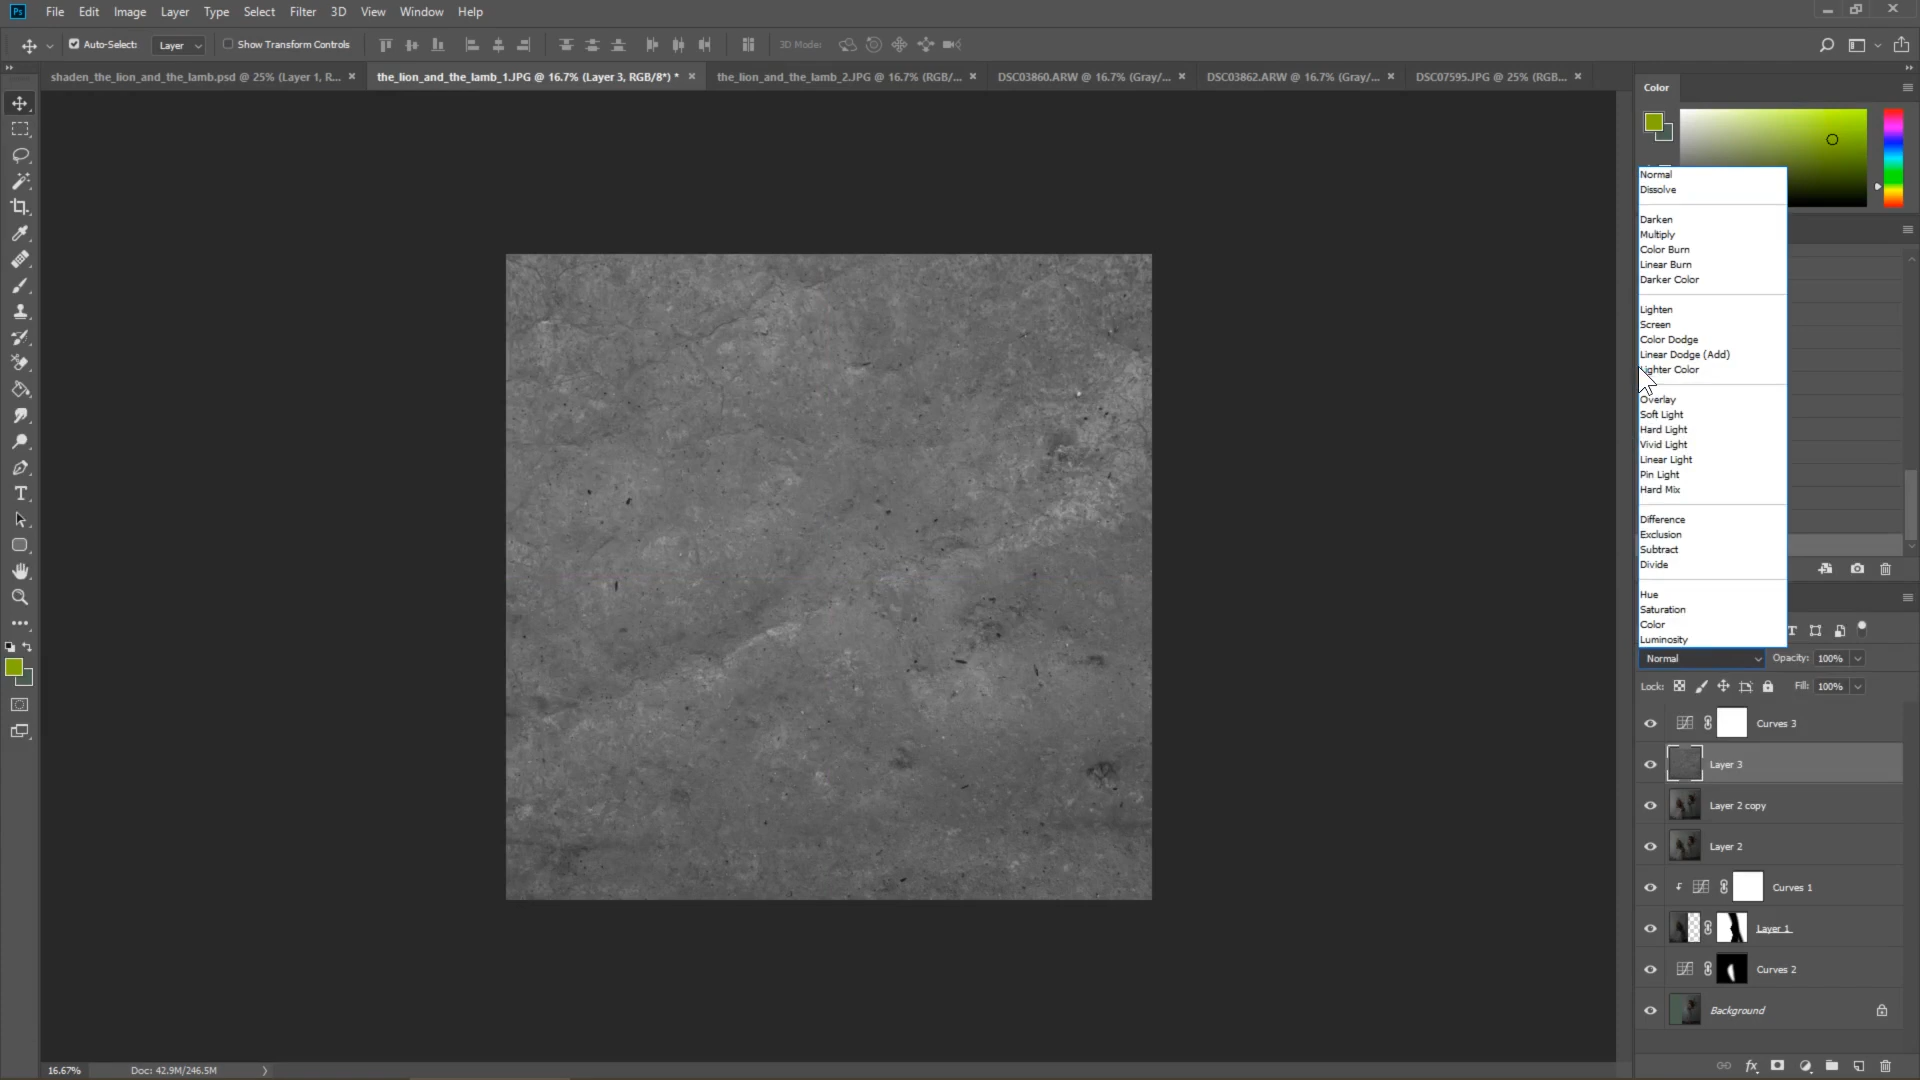 Ps File Edit Image Layer Type Select Filter 3D View Window Help
Auto-Select: Layer Show Transform Controls 3D Mode:
shaden_the_lion_and_the_lamb.psd @ 25% (Layer 1, R... × the_lion_and_the_lamb_1.JPG @ 16.7% (Layer 3, RGB/8*) * × the_lion_and_the_lamb_2.JPG @ 16.7% (RGB/... × DSC03860.ARW @ 16.7% (Gray/... × DSC03862.ARW @ 16.7% (Gray/... × DSC07595.JPG @ 25% (RGB... ×
Color
Normal
Dissolve
Darken
Multiply
Color Burn
Linear Burn
Darker Color
Lighten
Screen
Color Dodge
Linear Dodge (Add)
Lighter Color
Overlay
Soft Light
Hard Light
Vivid Light
Linear Light
Pin Light
Hard Mix
Difference
Exclusion
Subtract
Divide
Hue
Saturation
Color
Luminosity
Normal Opacity: 100%
Lock: Fill: 100%
Curves 3
Layer 3
Layer 2 copy
Layer 2
Curves 1
Layer 1
Curves 2
Background
fx
16.67% Doc: 42.9M/246.5M